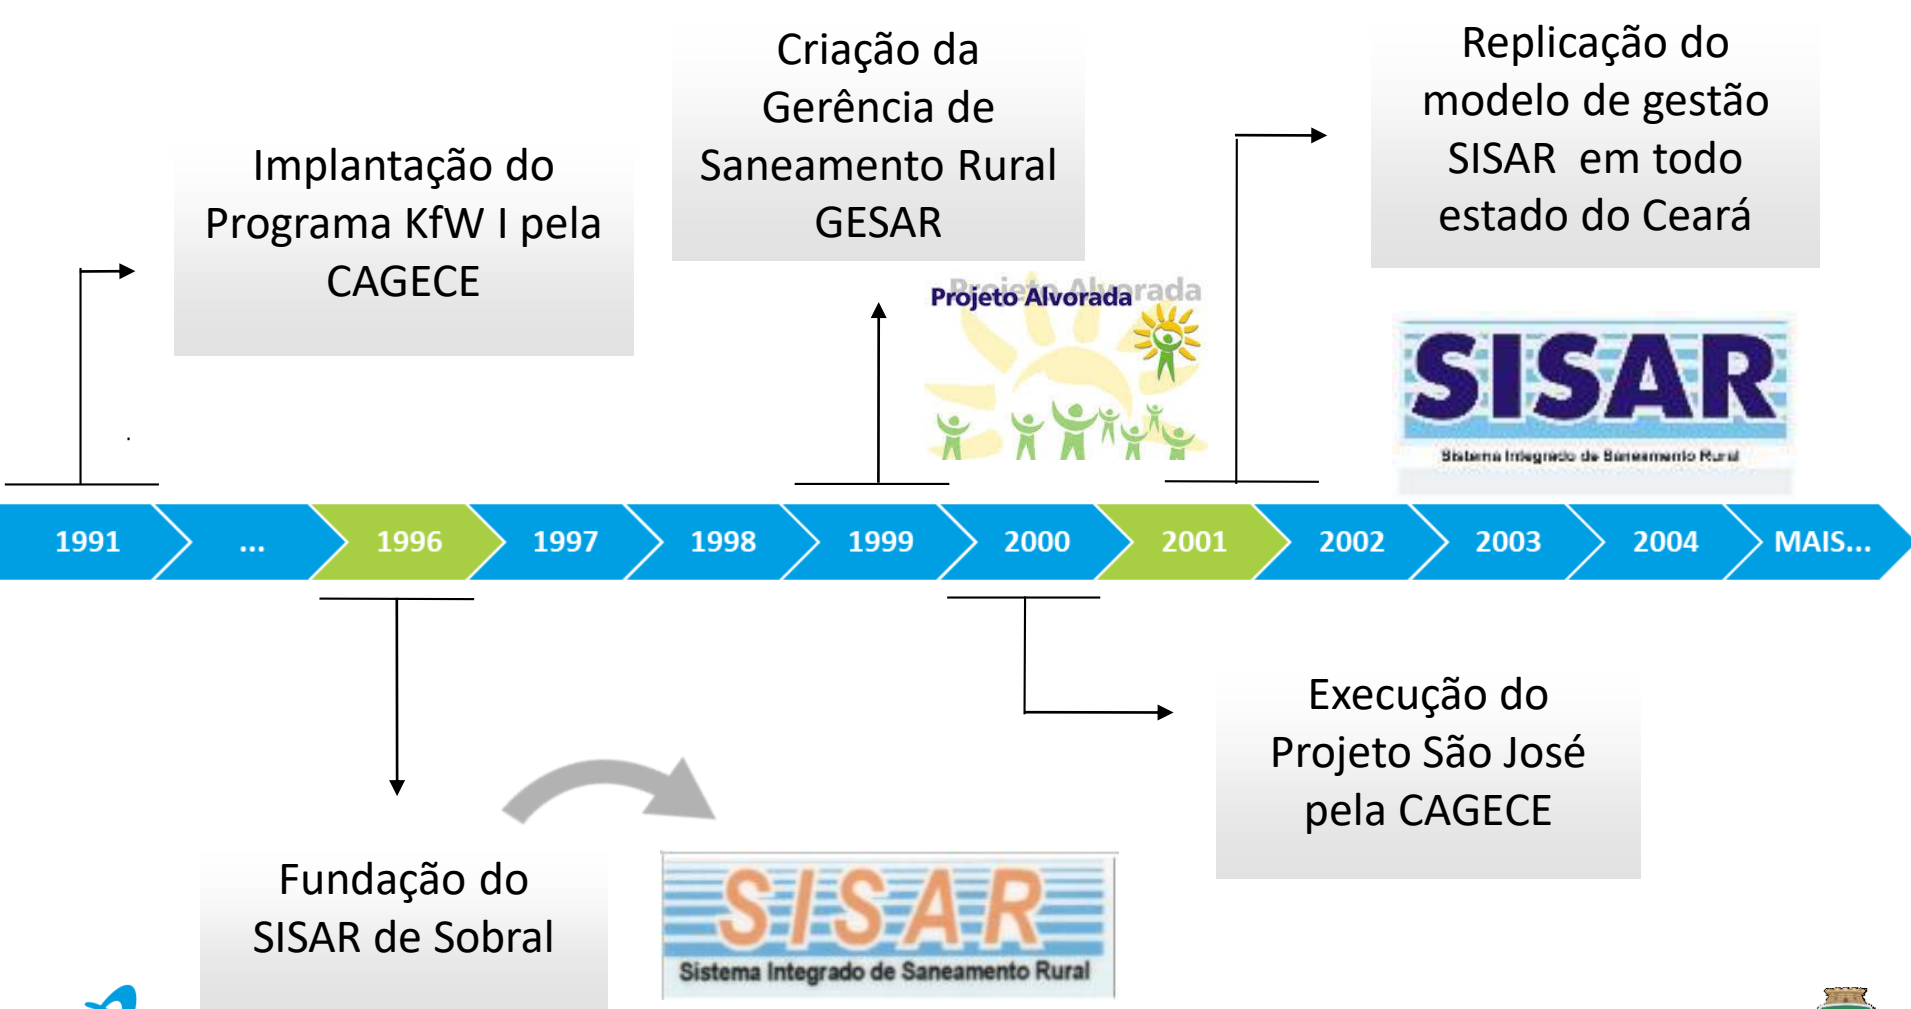 Implantação do
Programa KfW I pela
CAGECE
Criação da
Gerência de
Saneamento Rural
GESAR
Replicação do
modelo de gestão
SISAR em todo
estado do Ceará
Projeto Alvorada
Projeto Alvorada
SISAR
Sistema Integrado de Saneamento Rural
1991
...
1996
1997
1998
1999
2000
2001
2002
2003
2004
MAIS...
Fundação do
SISAR de Sobral
SISAR
Sistema Integrado de Saneamento Rural
Execução do
Projeto São José
pela CAGECE